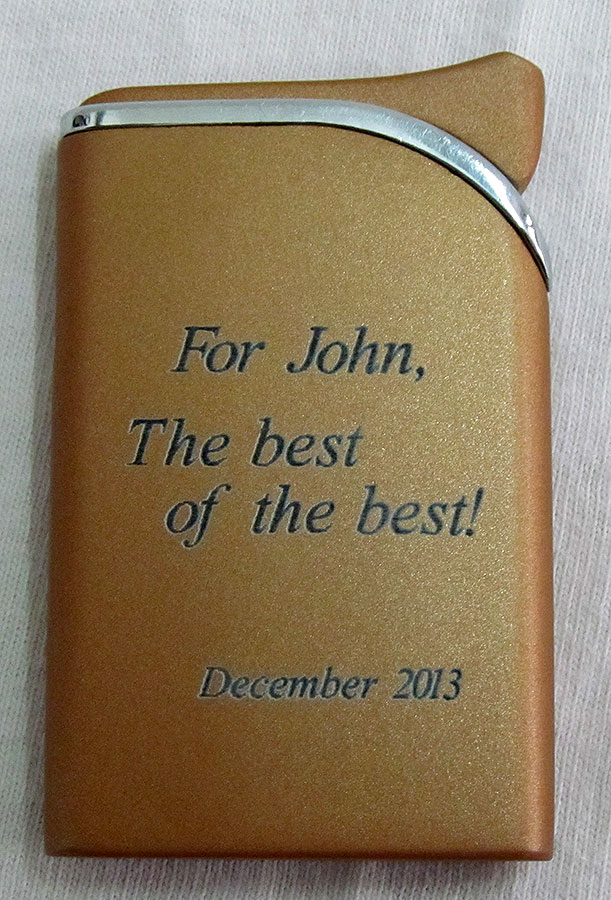 For John,
The best
of the best!
December 2013